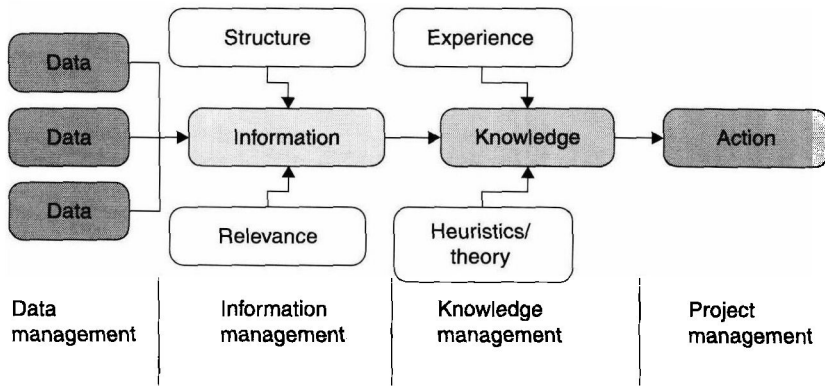 Structure
Experience
Data
Data
Information
Knowledge
Action
Data
Relevance
Heuristics/
theory
Data
management
Information
management
Knowledge
management
Project
management